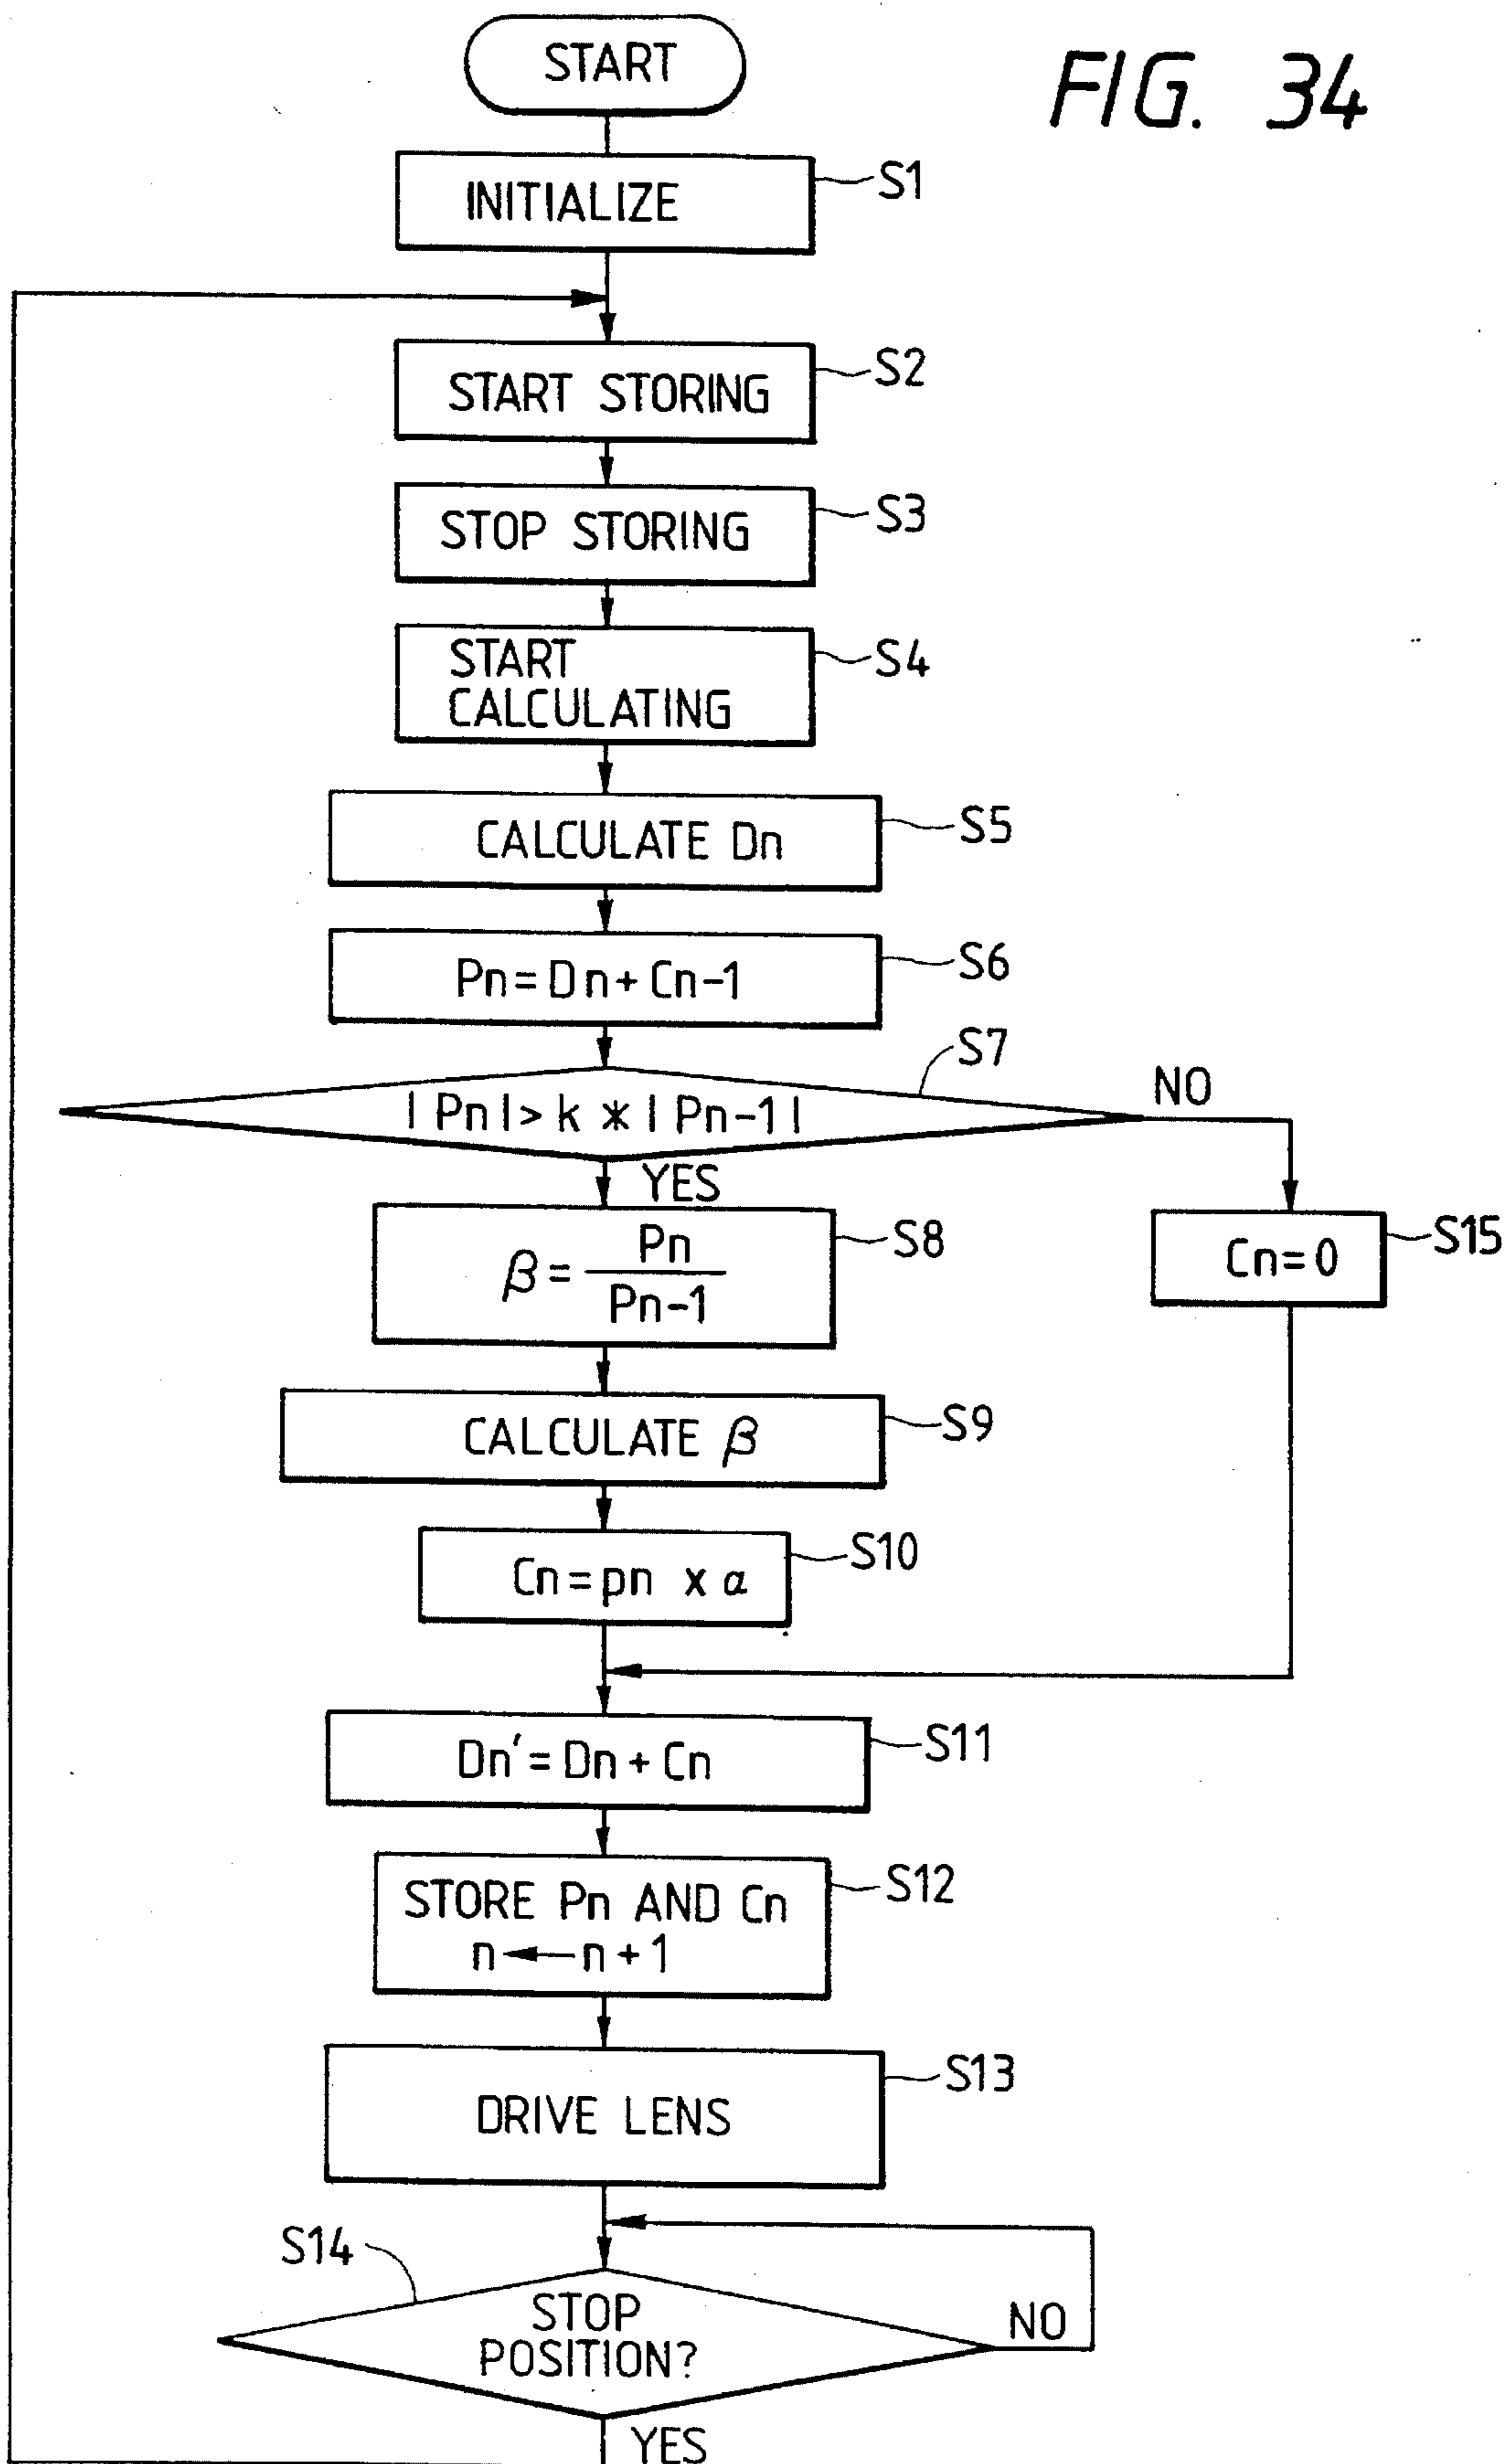 FIG. 34
START
INITIALIZE
S1
START STORING
S2
STOP STORING
S3
START
CALCULATING
S4
CALCULATE Dn
S5
Pn=Dn+Cn-1
S6
S7
| Pn |> k * | Pn-1 |
NO
YES
β = Pn
Pn-1
S8
Cn=0
S15
CALCULATE β
S9
Cn=pn x α
S10
Dn'=Dn + Cn
S11
STORE Pn AND Cn
n ← n + 1
S12
DRIVE LENS
S13
S14
STOP
POSITION?
NO
YES